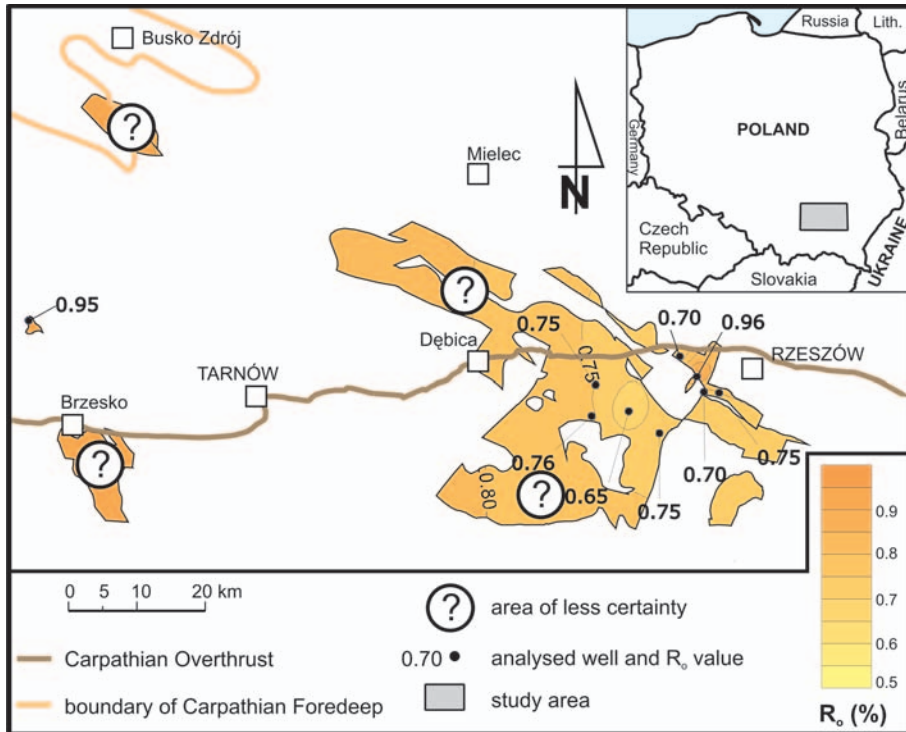 Busko Zdrój
?
Mielec
N
Russia
Lith.
Belarus
Germany
POLAND
Czech
Republic
Slovakia
UKRAINE
?
0.95
0.75
0.75
0.70
0.96
Dębica
RZESZÓW
TARNÓW
Brzesko
?
0.76
0.80
?
0.65
0.75
0.70
0.75
0.9
0.8
0.7
0.6
0.5
R₀ (%)
0 5 10 20 km
? area of less certainty
Carpathian Overthrust
0.70 analysed well and R₀ value
boundary of Carpathian Foredeep
study area